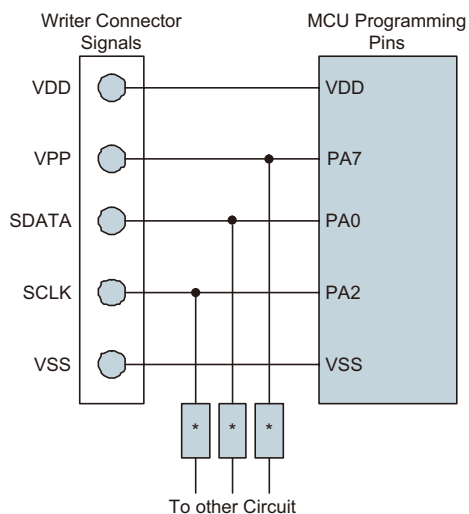 Writer Connector
Signals
MCU Programming
Pins
VDD
VDD
VPP
PA7
SDATA
PA0
SCLK
PA2
VSS
VSS
* * *
To other Circuit